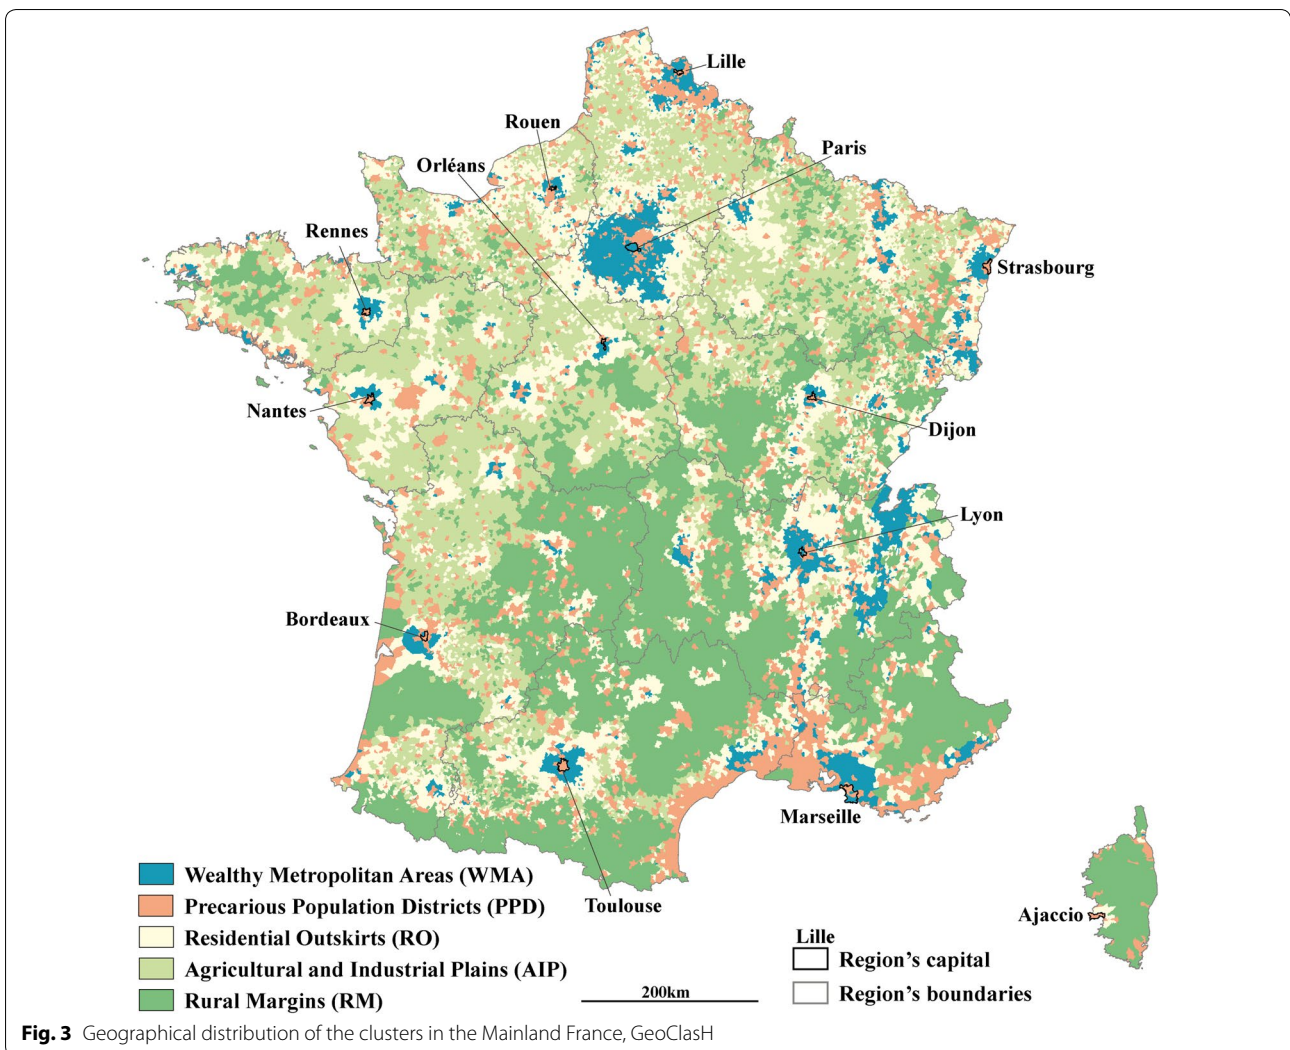 Lille
Rouen
Paris
Orléans
Rennes
Strasbourg
Nantes
Dijon
Lyon
Bordeaux
Marseille
Toulouse
Ajaccio
Wealthy Metropolitan Areas (WMA)
Precarious Population Districts (PPD)
Residential Outskirts (RO)
Agricultural and Industrial Plains (AIP)
Rural Margins (RM)
200km
Lille
Region's capital
Region's boundaries
Fig. 3 Geographical distribution of the clusters in the Mainland France, GeoClasH